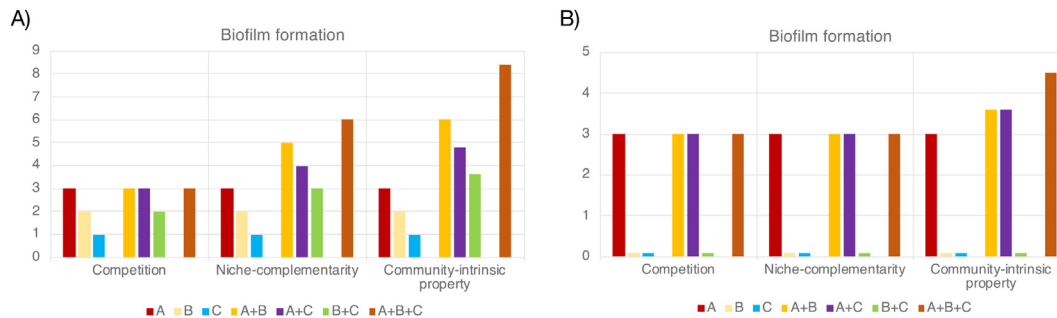 A)
Biofilm formation
9
8
7
6
5
4
3
2
1
0
Competition
Niche-complementarity
Community-intrinsic
property
A B C A+B A+C B+C A+B+C
B)
Biofilm formation
5
4
3
2
1
0
Competition
Niche-complementarity
Community-intrinsic
property
A B C A+B A+C B+C A+B+C